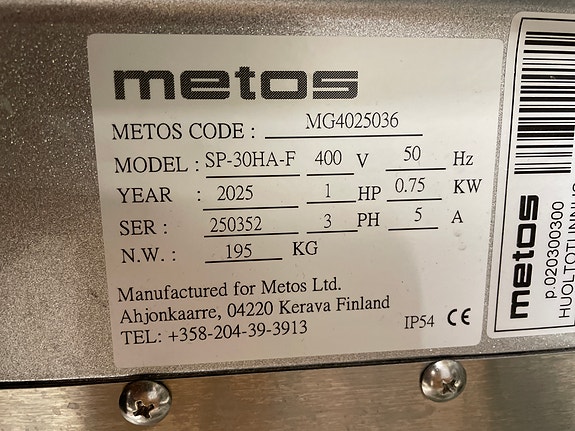 metos
METOS CODE : MG4025036
MODEL : SP-30HA-F 400 V 50 Hz
YEAR : 2025 1 HP 0.75 KW
SER : 250352 3 PH 5 A
N.W. : 195 KG
Manufactured for Metos Ltd.
Ahjonkaarre, 04220 Kerava Finland
TEL: +358-204-39-3913
IP54 CE
metos
p.020300300